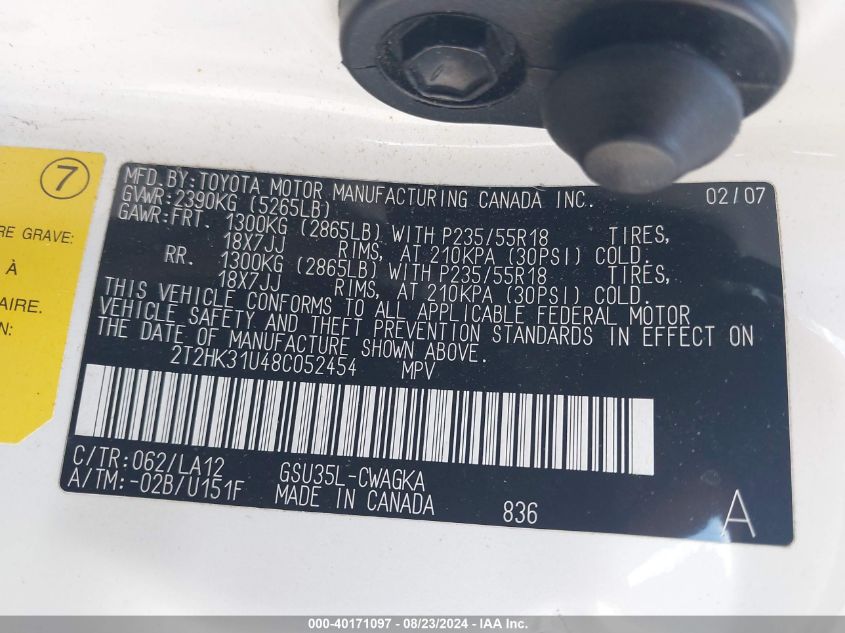 7
RE GRAVE:
À
AIRE.
N:
MFD. BY: TOYOTA MOTOR MANUFACTURING CANADA INC. 02/07
GVWR: 2390KG (5265LB)
GAWR: FRT. 1300KG (2865LB) WITH P235/55R18 TIRES,
18X7JJ RIMS, AT 210KPA (30PSI) COLD.
RR. 1300KG (2865LB) WITH P235/55R18 TIRES,
18X7JJ RIMS, AT 210KPA (30PSI) COLD.
THIS VEHICLE CONFORMS TO ALL APPLICABLE FEDERAL MOTOR
VEHICLE SAFETY AND THEFT PREVENTION STANDARDS IN EFFECT ON
THE DATE OF MANUFACTURE SHOWN ABOVE.
2T2HK31U48C052454 MPV
C/TR: 062/LA12 GSU35L-CWAGKA
A/TM: -02B/U151F MADE IN CANADA 836 A
000-40171097 - 08/23/2024 - IAA Inc.